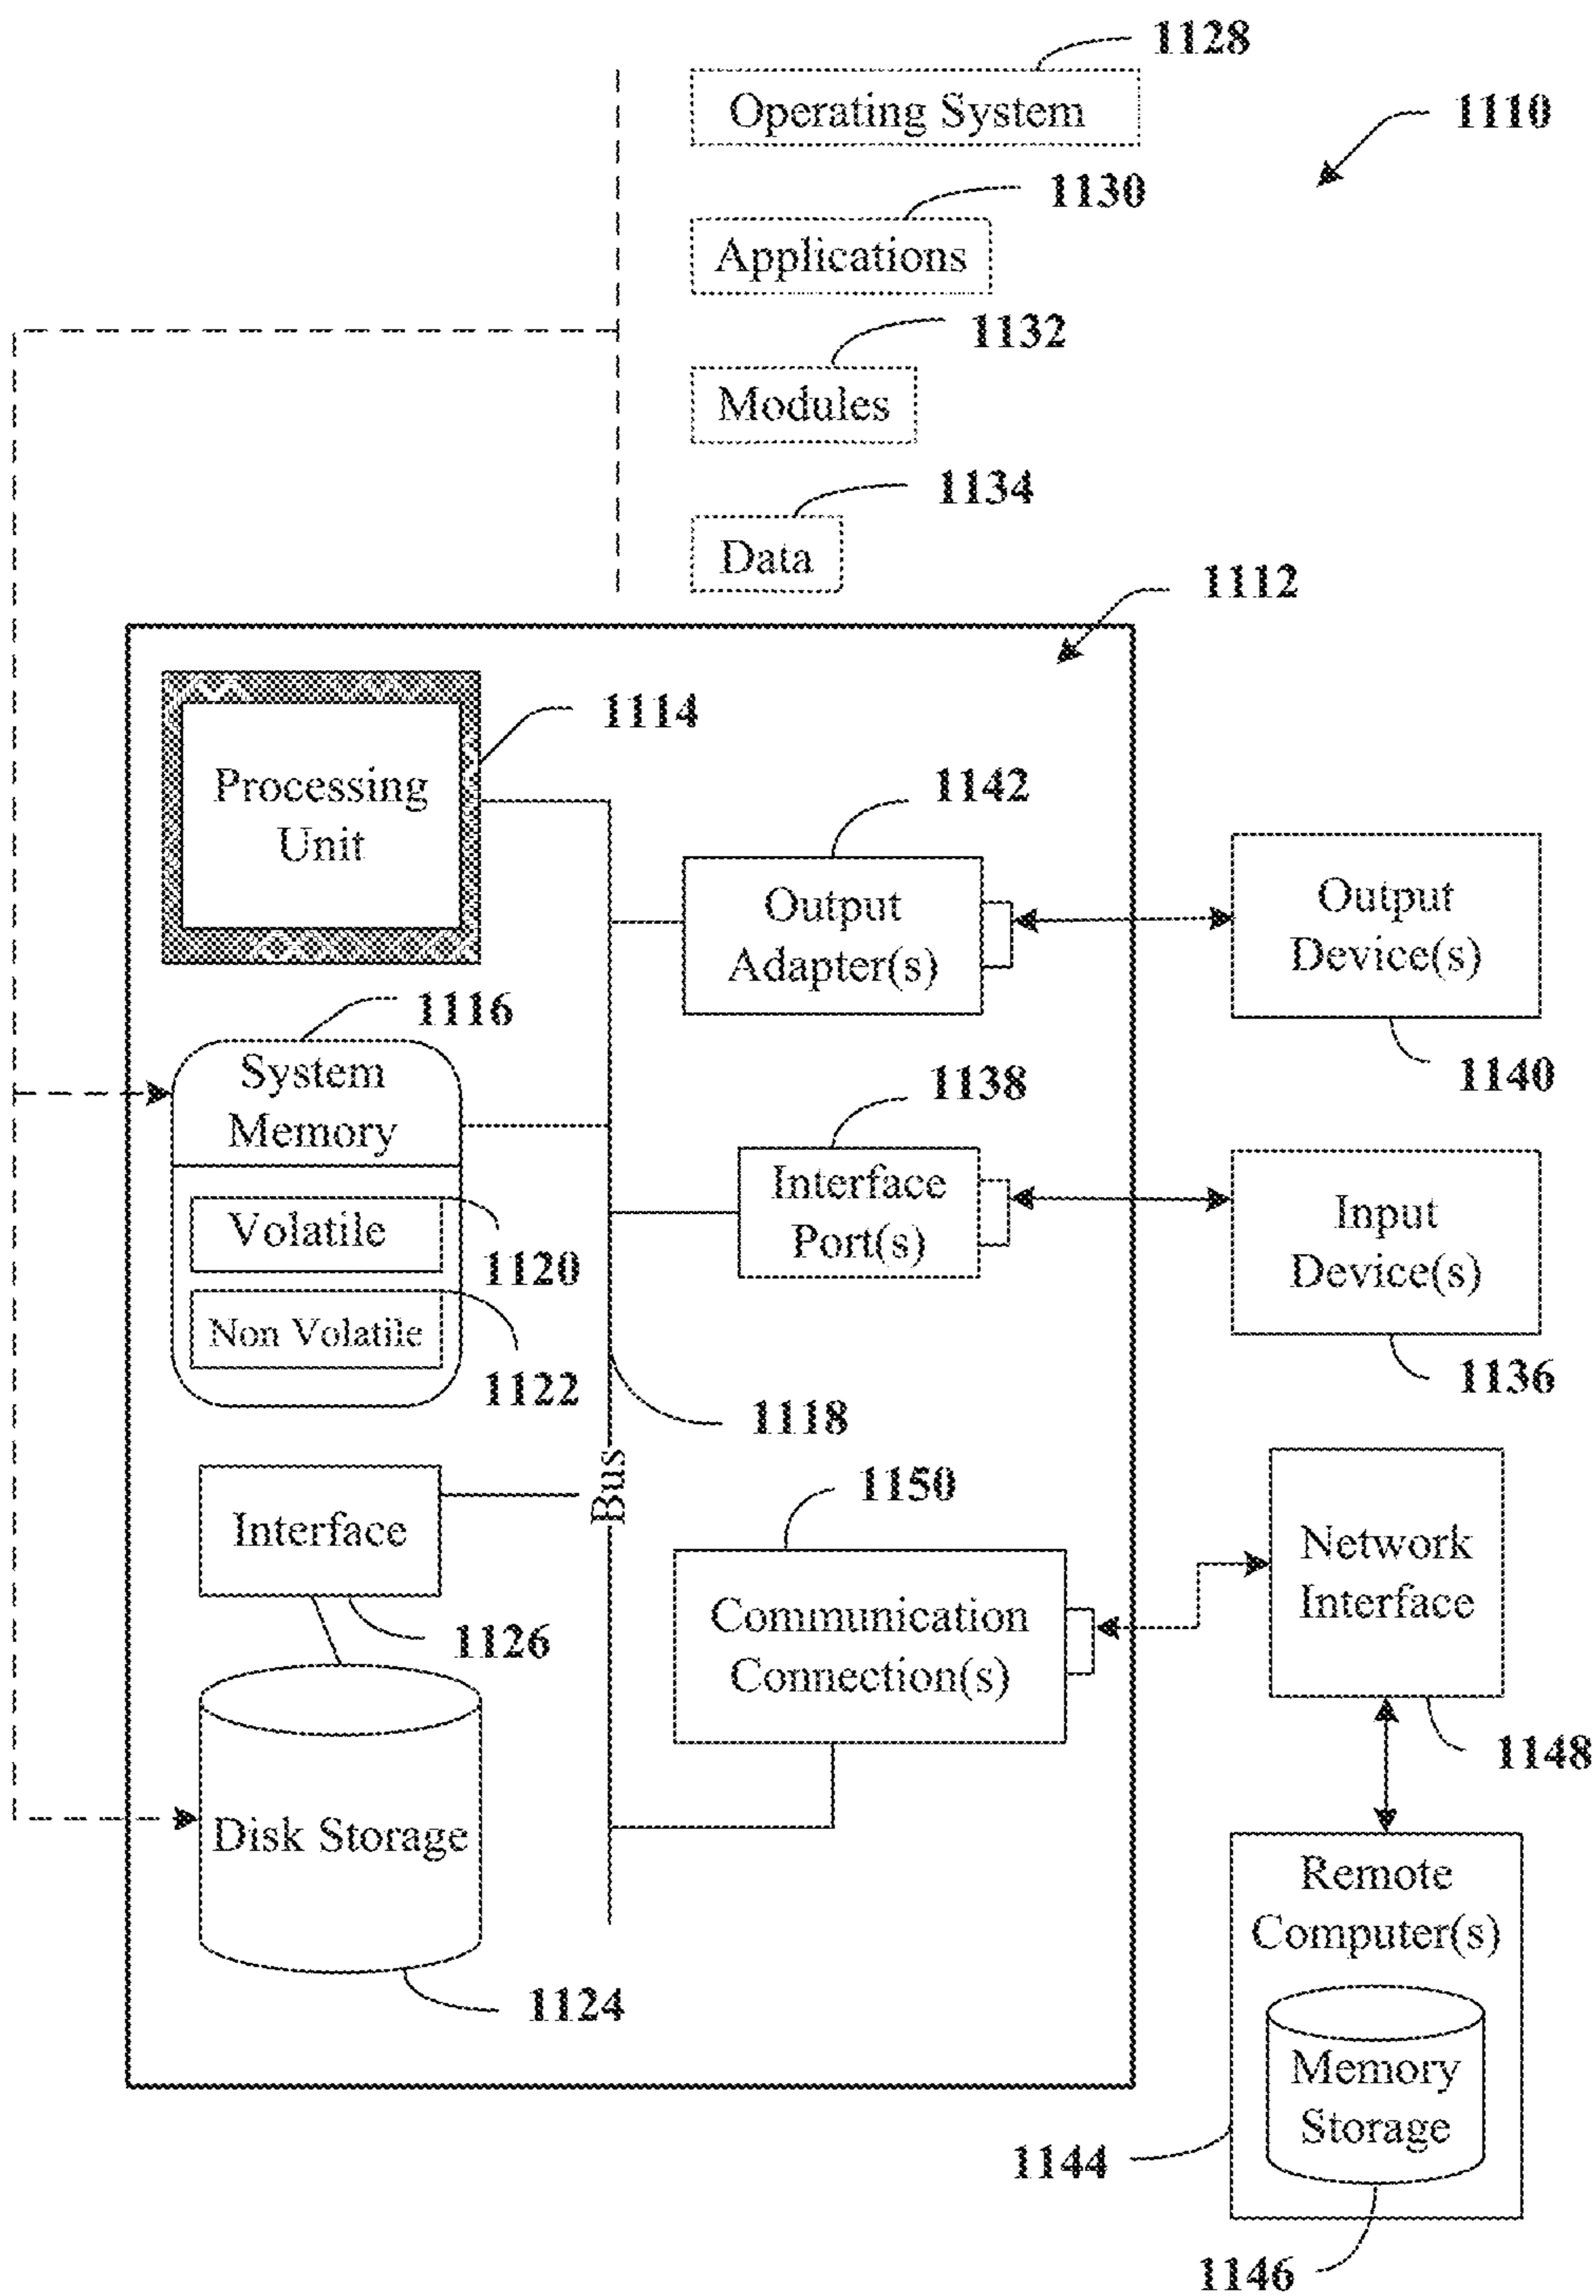 1128
Operating System
1110
1130
Applications
1132
Modules
1134
Data
1112
1114
Processing
Unit
1142
Output
Adapter(s)
Output
Device(s)
1140
1116
System
Memory
Volatile
1120
Non Volatile
1122
1138
Interface
Port(s)
Input
Device(s)
1136
1118
Bus
Interface
1126
1150
Communication
Connection(s)
Network
Interface
1148
Disk Storage
1124
Remote
Computer(s)
Memory
Storage
1144
1146